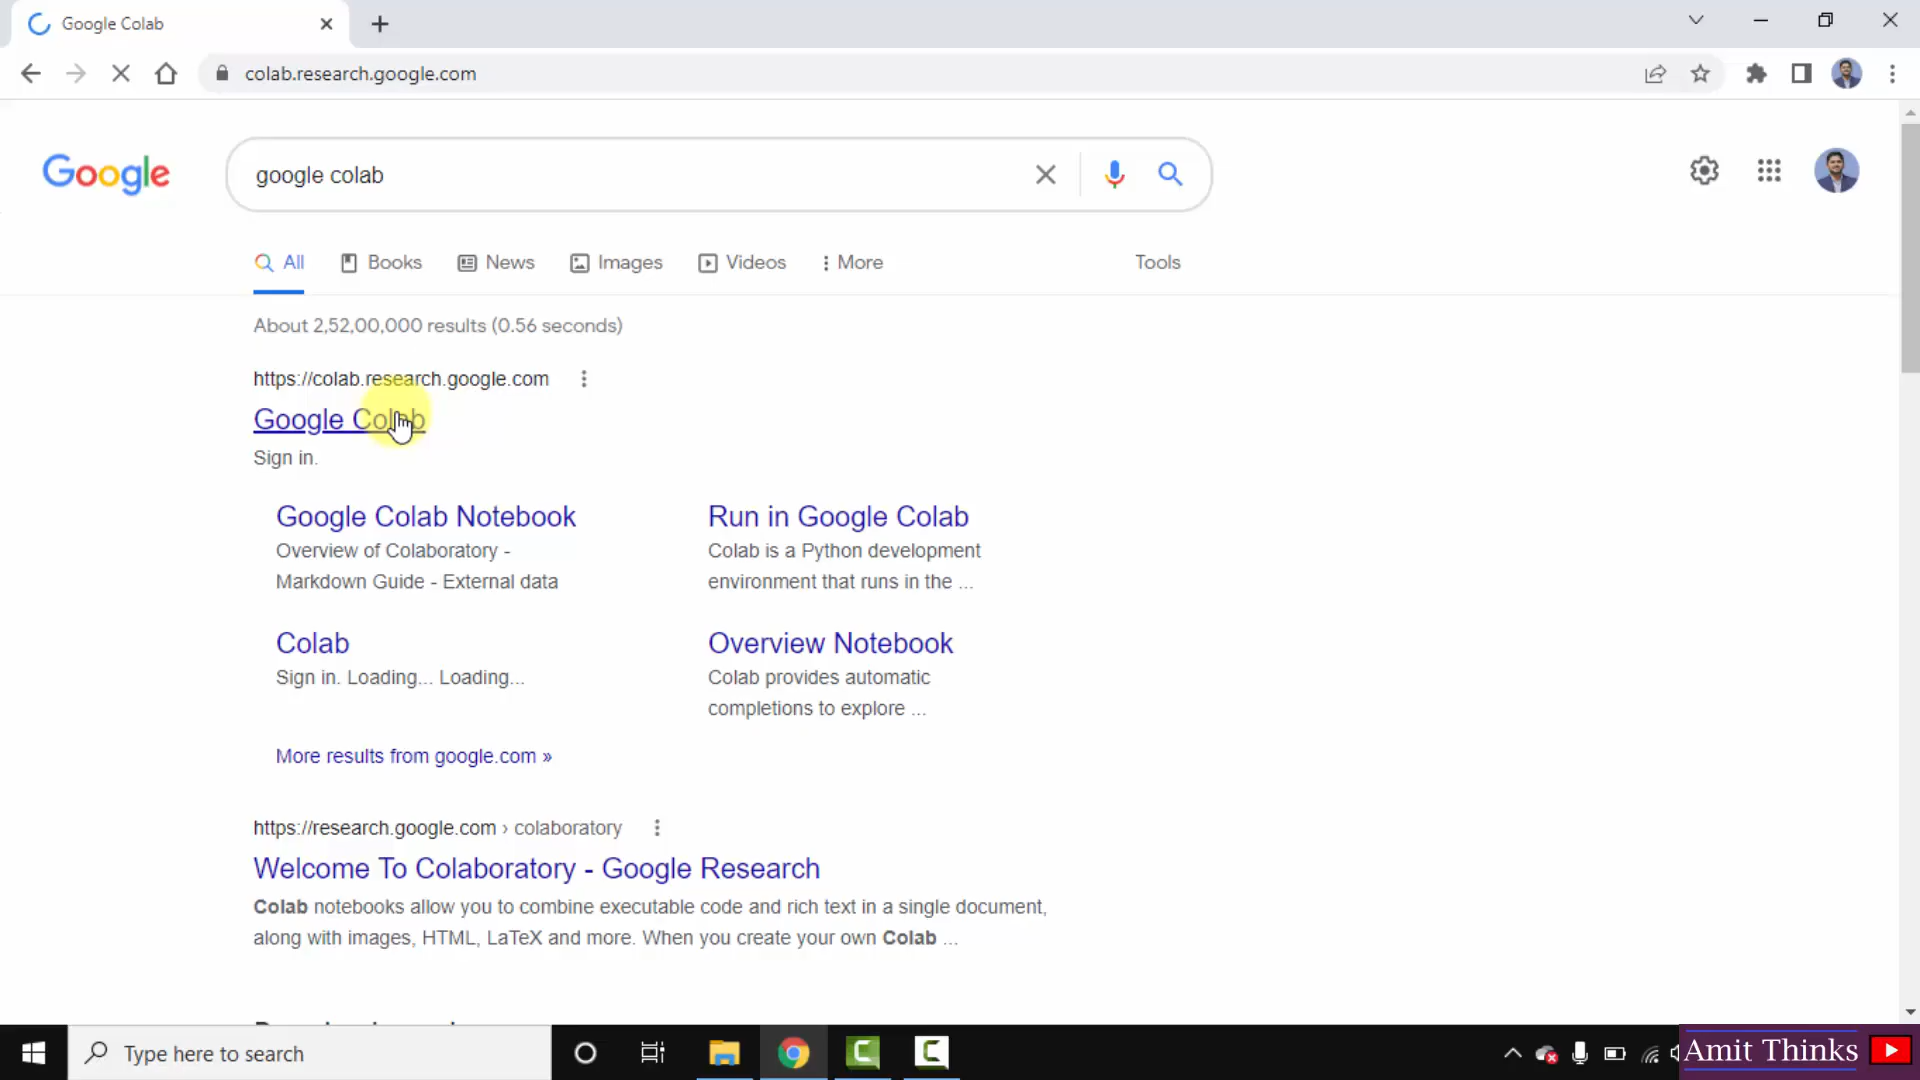 Google Colab
colab.research.google.com
Google
google colab
All Books News Images Videos More Tools
About 2,52,00,000 results (0.56 seconds)
https://colab.research.google.com
Google Colab
Sign in.
Google Colab Notebook
Overview of Colaboratory -
Markdown Guide - External data
Run in Google Colab
Colab is a Python development
environment that runs in the ...
Colab
Sign in. Loading... Loading...
Overview Notebook
Colab provides automatic
completions to explore ...
More results from google.com »
https://research.google.com › colaboratory
Welcome To Colaboratory - Google Research
Colab notebooks allow you to combine executable code and rich text in a single document,
along with images, HTML, LaTeX and more. When you create your own Colab ...
Type here to search
Amit Thinks